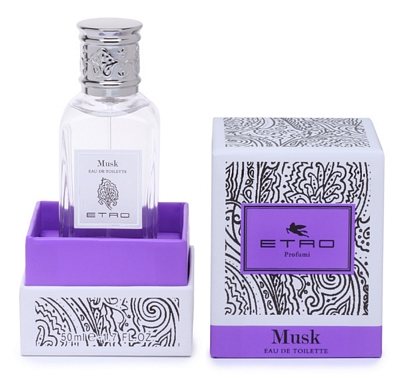 Musk
EAU DE TOILETTE
ETRO
50ml e 1.7 FL.OZ
ETRO
Profumi
Musk
EAU DE TOILETTE